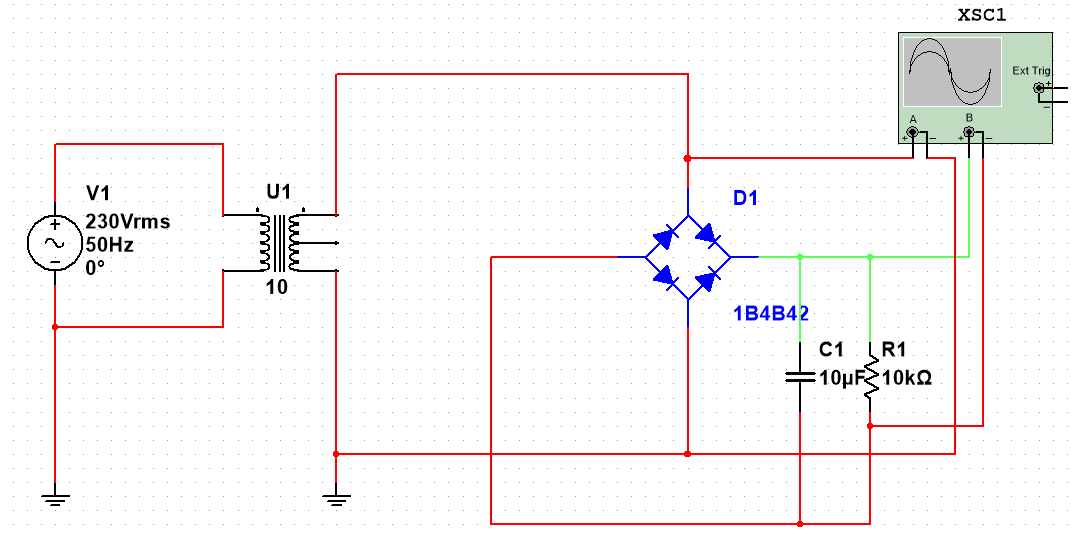 XSC1
Ext Trig
+
−
A
B
+ − + −
V1
230Vrms
50Hz
0°
+
−
U1
10
D1
1B4B42
C1
10µF
R1
10kΩ